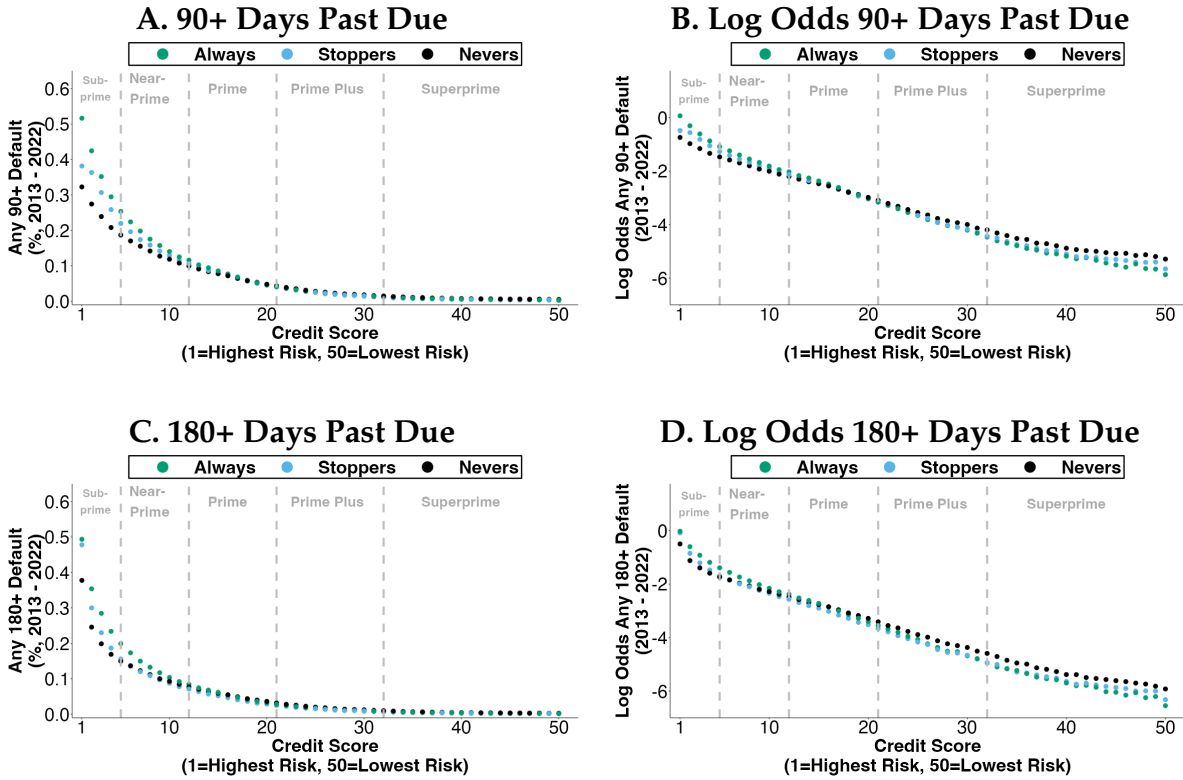 A. 90+ Days Past Due
Always Stoppers Nevers
Sub-
prime
Near-
Prime
Prime
Prime Plus
Superprime
Any 90+ Default
(%, 2013 - 2022)
0.6
0.5
0.4
0.3
0.2
0.1
0.0
1 10 20 30 40 50
Credit Score
(1=Highest Risk, 50=Lowest Risk)
B. Log Odds 90+ Days Past Due
Always Stoppers Nevers
Sub-
prime
Near-
Prime
Prime
Prime Plus
Superprime
Log Odds Any 90+ Default
(2013 - 2022)
0
-2
-4
-6
1 10 20 30 40 50
Credit Score
(1=Highest Risk, 50=Lowest Risk)
C. 180+ Days Past Due
Always Stoppers Nevers
Sub-
prime
Near-
Prime
Prime
Prime Plus
Superprime
Any 180+ Default
(%, 2013 - 2022)
0.6
0.5
0.4
0.3
0.2
0.1
0.0
1 10 20 30 40 50
Credit Score
(1=Highest Risk, 50=Lowest Risk)
D. Log Odds 180+ Days Past Due
Always Stoppers Nevers
Sub-
prime
Near-
Prime
Prime
Prime Plus
Superprime
Log Odds Any 180+ Default
(2013 - 2022)
0
-2
-4
-6
1 10 20 30 40 50
Credit Score
(1=Highest Risk, 50=Lowest Risk)